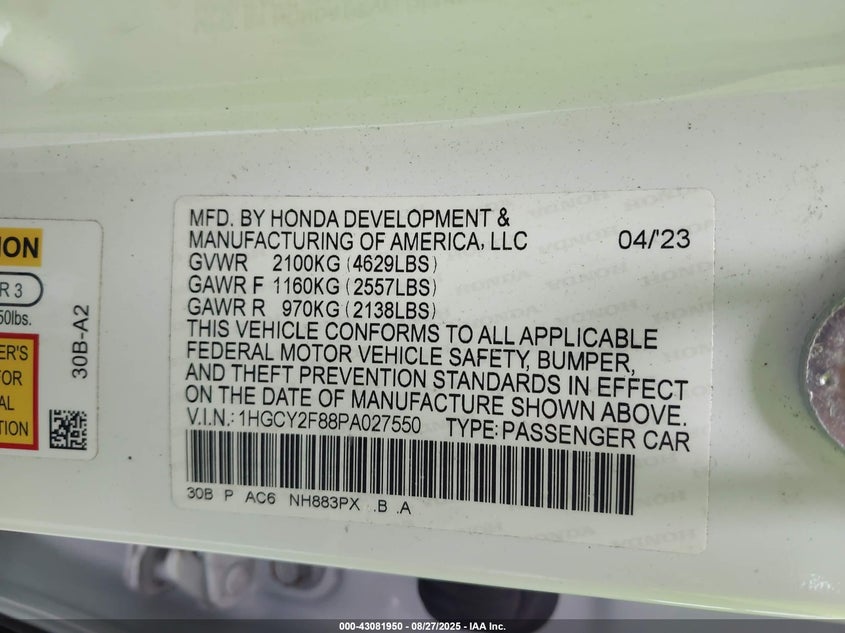 MFD. BY HONDA DEVELOPMENT &
MANUFACTURING OF AMERICA, LLC 04/'23
GVWR 2100KG (4629LBS)
GAWR F 1160KG (2557LBS)
GAWR R 970KG (2138LBS)
THIS VEHICLE CONFORMS TO ALL APPLICABLE
FEDERAL MOTOR VEHICLE SAFETY, BUMPER,
AND THEFT PREVENTION STANDARDS IN EFFECT
ON THE DATE OF MANUFACTURE SHOWN ABOVE.
V.I.N.: 1HGCY2F88PA027550 TYPE: PASSENGER CAR
30B P AC6 NH883PX .B .A
30B-A2
000-43081950 - 08/27/2025 - IAA Inc.